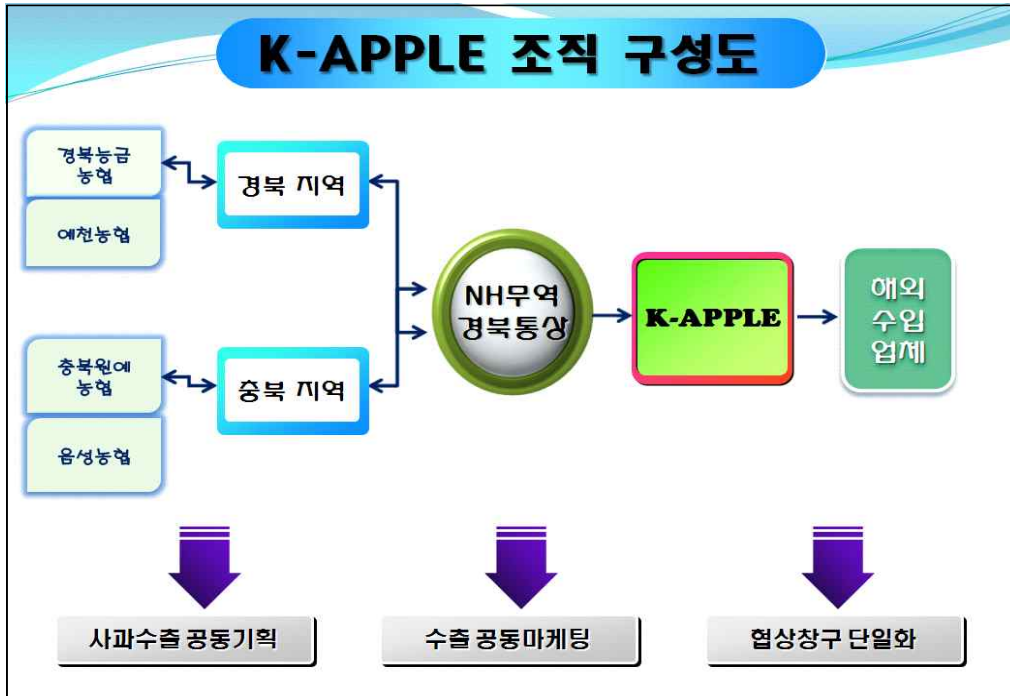 K-APPLE 조직 구성도
경북능금
농협
예천농협
경북 지역
충북원예
농협
음성농협
충북 지역
NH무역
경북통상
K-APPLE
해외
수입
업체
사과수출 공동기획
수출 공동마케팅
협상창구 단일화